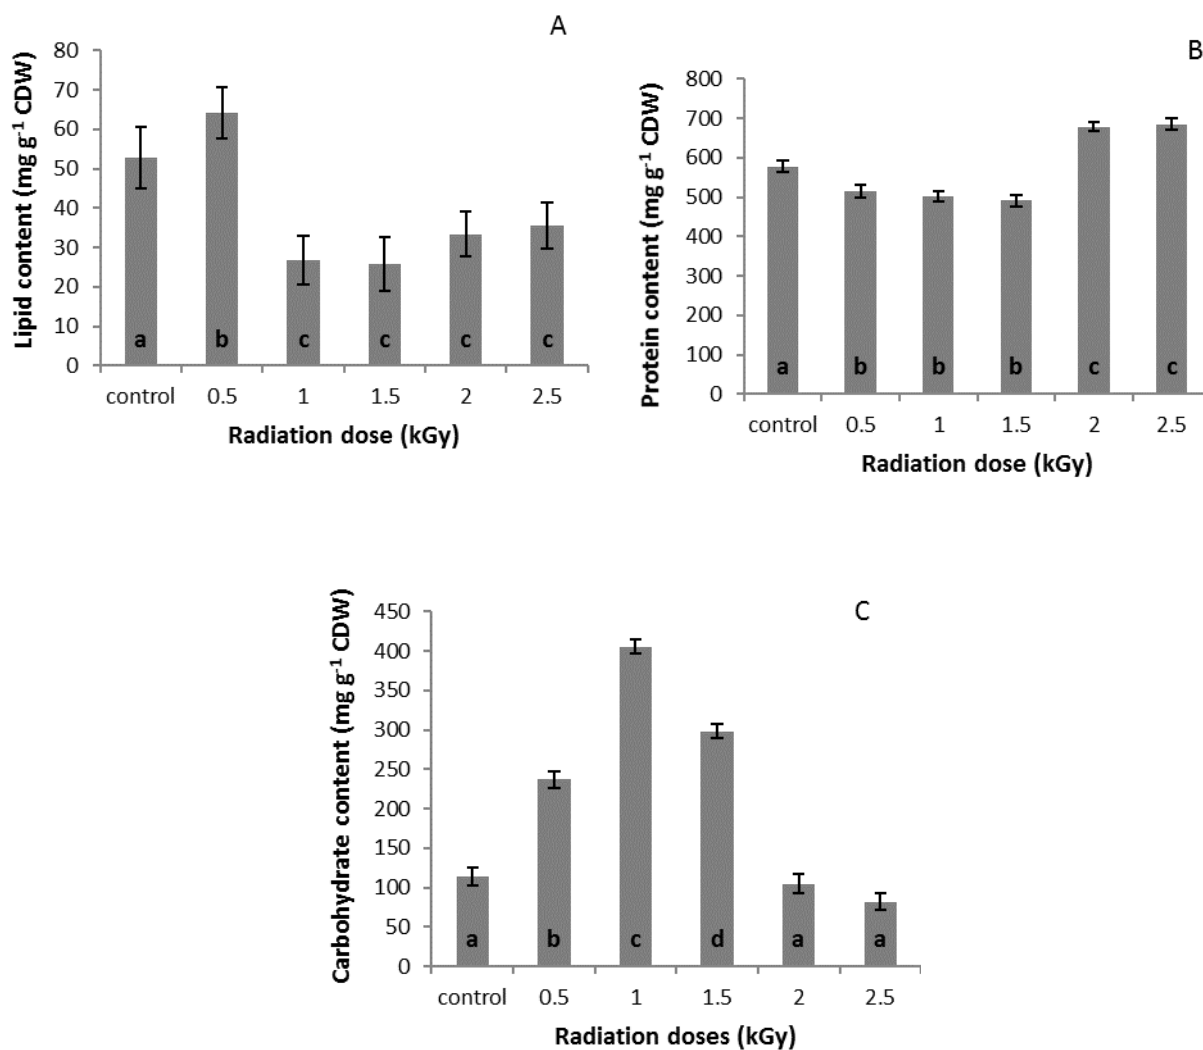 A
Lipid content (mg g⁻¹ CDW)
80
70
60
50
40
30
20
10
0
a b c c c c
control 0.5 1 1.5 2 2.5
Radiation dose (kGy)
B
Protein content (mg g⁻¹ CDW)
800
700
600
500
400
300
200
100
0
a b b b c c
control 0.5 1 1.5 2 2.5
Radiation dose (kGy)
C
Carbohydrate content (mg g⁻¹ CDW)
450
400
350
300
250
200
150
100
50
0
a b c d a a
control 0.5 1 1.5 2 2.5
Radiation doses (kGy)